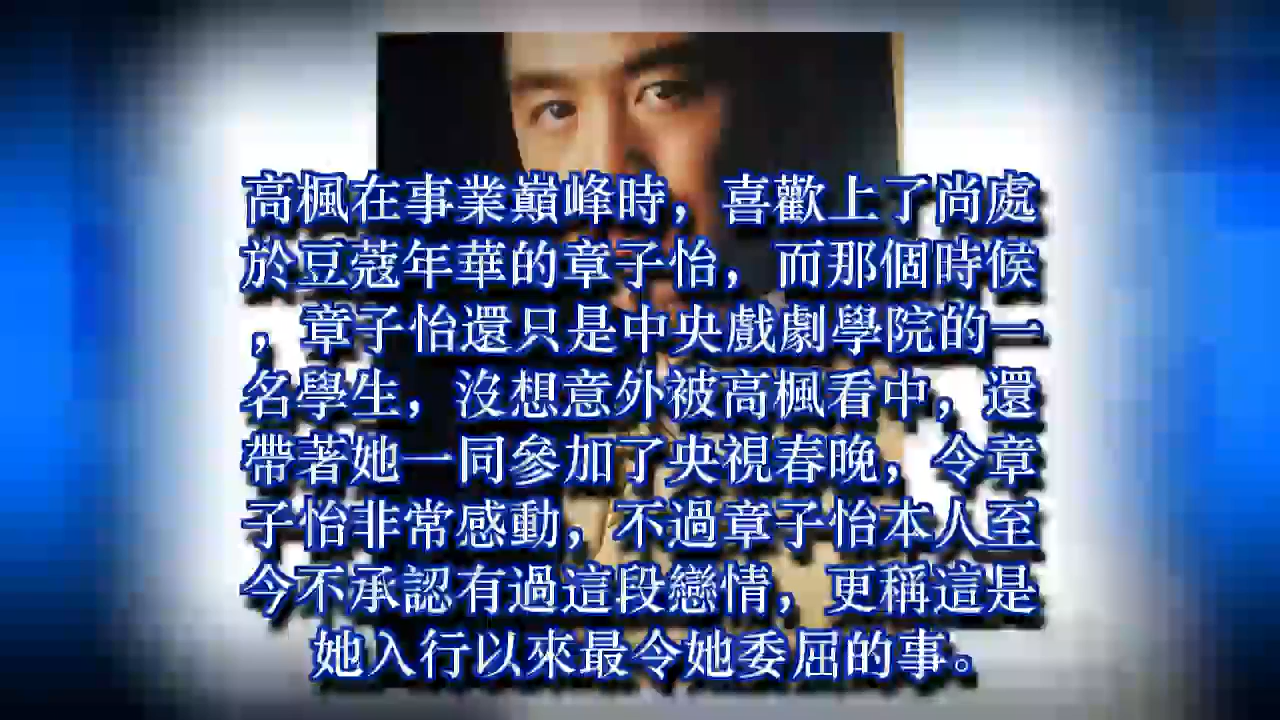 高楓在事業巔峰時，喜歡上了尚處
於豆蔻年華的章子怡，而那個時候
，章子怡還只是中央戲劇學院的一
名學生，沒想意外被高楓看中，還
帶著她一同參加了央視春晚，令章
子怡非常感動，不過章子怡本人至
今不承認有過這段戀情，更稱這是
她入行以來最令她委屈的事。